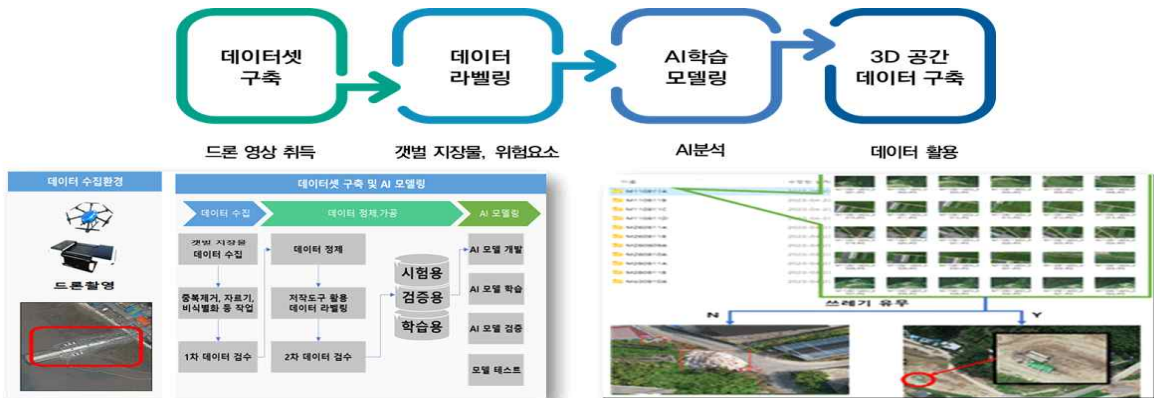 데이터셋
구축
데이터
라벨링
AI학습
모델링
3D 공간
데이터 구축
드론 영상 취득
갯벌 지장물, 위험요소
AI분석
데이터 활용
데이터 수집환경
드론촬영
데이터셋 구축 및 AI 모델링
데이터 수집
데이터 정제,가공
AI 모델링
갯벌 지장물
데이터 수집
중복제거, 자르기,
비식별화 등 작업
1차 데이터 검수
데이터 정제
저작도구 활용
데이터 라벨링
2차 데이터 검수
시험용
검증용
학습용
AI 모델 개발
AI 모델 학습
AI 모델 검증
모델 테스트
쓰레기 유무
N
Y